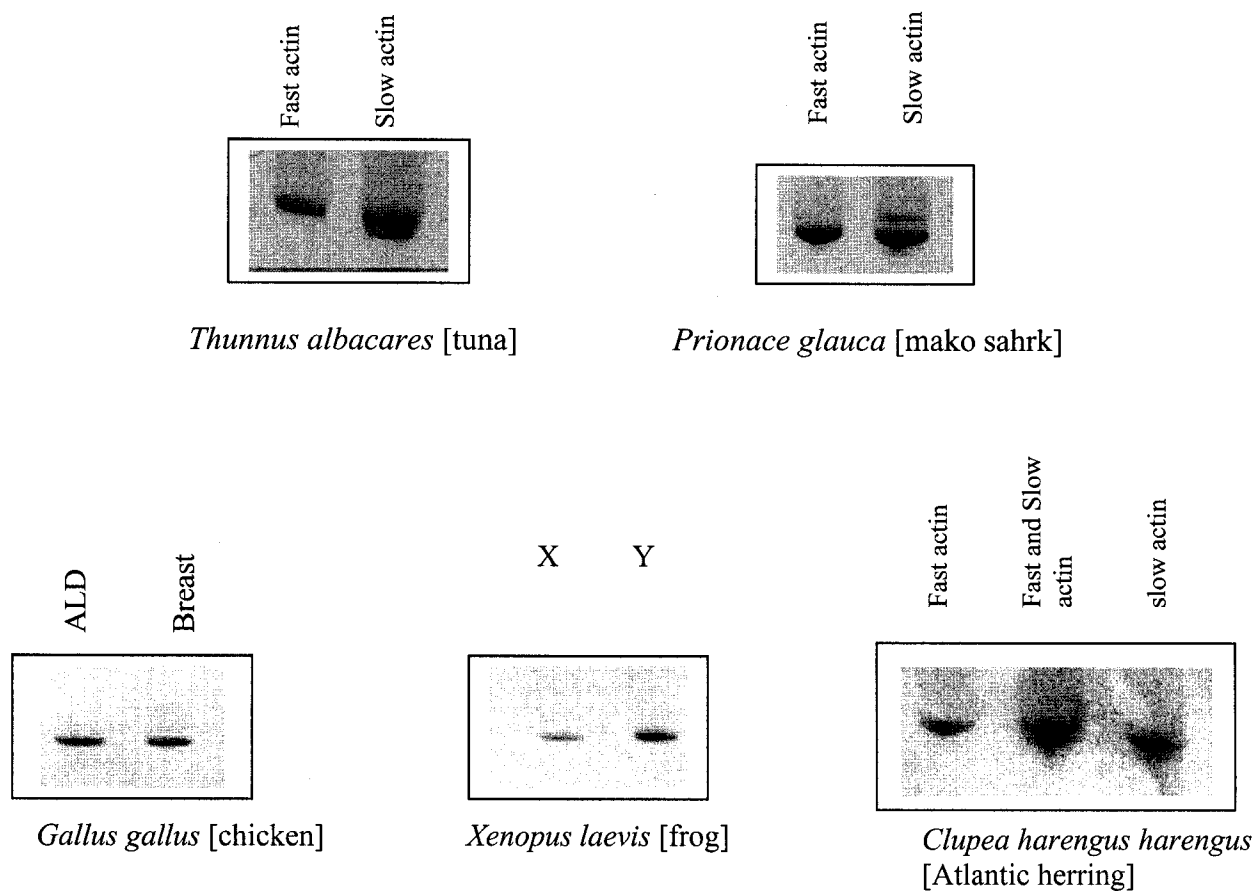 Fast actin
Slow actin
Fast actin
Slow actin
Thunnus albacares [tuna]
Prionace glauca [mako sahrk]
ALD
Breast
X
Y
Fast actin
Fast and Slow
actin
slow actin
Gallus gallus [chicken]
Xenopus laevis [frog]
Clupea harengus harengus
[Atlantic herring]